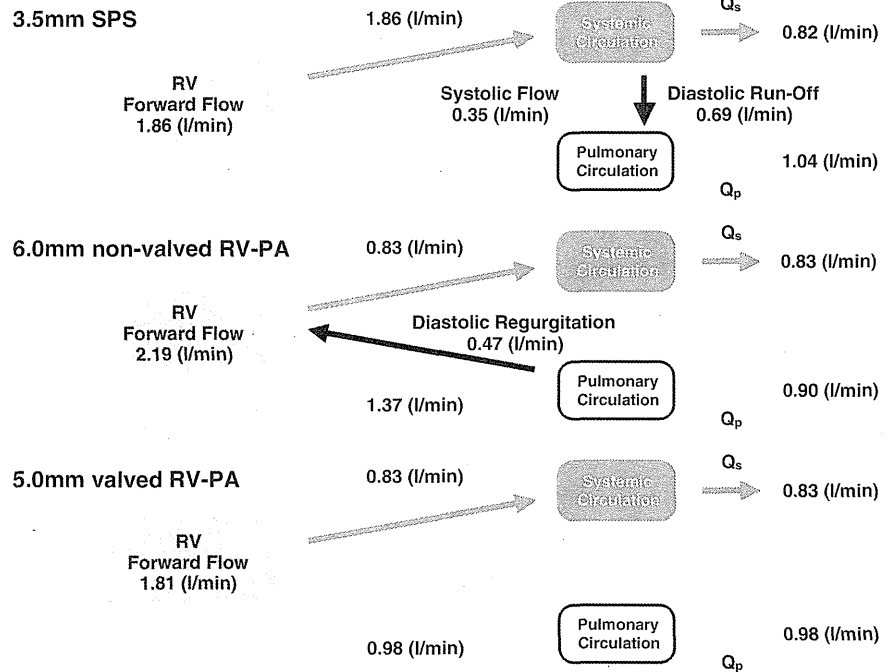 3.5mm SPS
1.86 (l/min)
Systemic
Circulation
Qs
0.82 (l/min)
RV
Forward Flow
1.86 (l/min)
Systolic Flow
0.35 (l/min)
Diastolic Run-Off
0.69 (l/min)
Pulmonary
Circulation
1.04 (l/min)
Qp
6.0mm non-valved RV-PA
0.83 (l/min)
Systemic
Circulation
Qs
0.83 (l/min)
RV
Forward Flow
2.19 (l/min)
Diastolic Regurgitation
0.47 (l/min)
1.37 (l/min)
Pulmonary
Circulation
0.90 (l/min)
Qp
5.0mm valved RV-PA
0.83 (l/min)
Systemic
Circulation
Qs
0.83 (l/min)
RV
Forward Flow
1.81 (l/min)
0.98 (l/min)
Pulmonary
Circulation
0.98 (l/min)
Qp